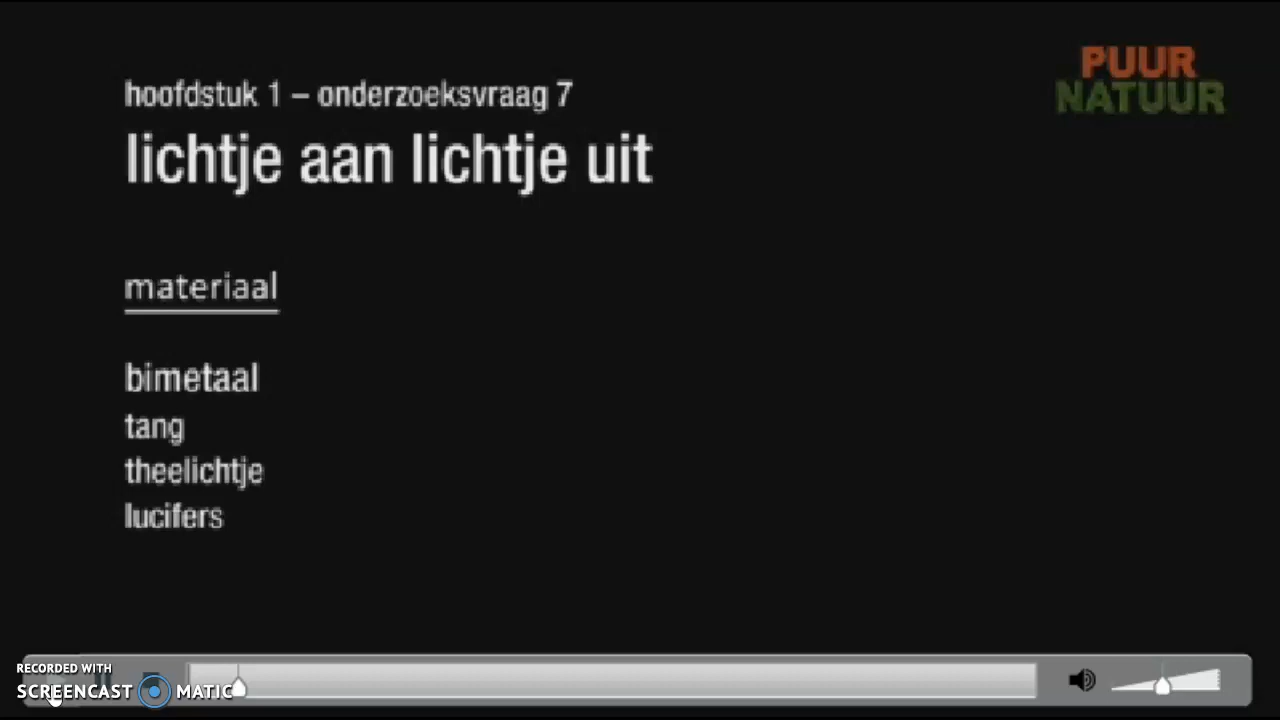 PUUR
NATUUR
hoofdstuk 1 – onderzoeksvraag 7
lichtje aan lichtje uit
materiaal
bimetaal
tang
theelichtje
lucifers
RECORDED WITH
SCREENCAST MATIC